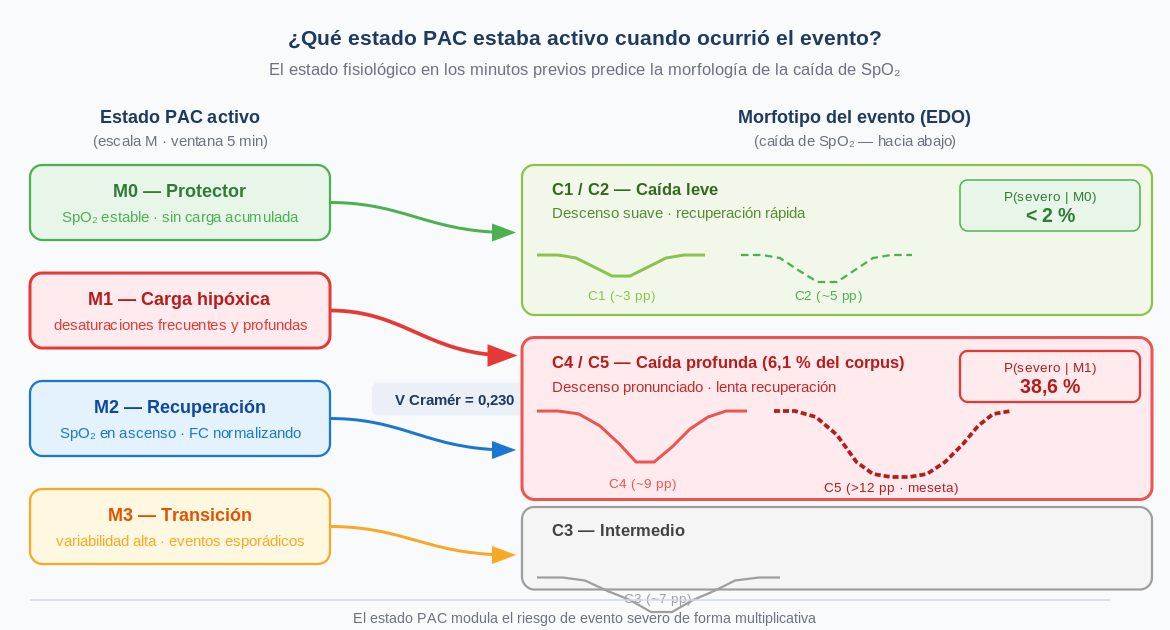 ¿Qué estado PAC estaba activo cuando ocurrió el evento?
El estado fisiológico en los minutos previos predice la morfología de la caída de SpO₂
Estado PAC activo
(escala M · ventana 5 min)
M0 — Protector
SpO₂ estable · sin carga acumulada
M1 — Carga hipóxica
desaturaciones frecuentes y profundas
M2 — Recuperación
SpO₂ en ascenso · FC normalizando
M3 — Transición
variabilidad alta · eventos esporádicos
V Cramér = 0,230
Morfotipo del evento (EDO)
(caída de SpO₂ — hacia abajo)
C1 / C2 — Caída leve
Descenso suave · recuperación rápida
P(severo | M0)
< 2 %
C1 (~3 pp)
C2 (~5 pp)
C4 / C5 — Caída profunda (6,1 % del corpus)
Descenso pronunciado · lenta recuperación
P(severo | M1)
38,6 %
C4 (~9 pp)
C5 (>12 pp · meseta)
C3 — Intermedio
C3 (~7 pp)
El estado PAC modula el riesgo de evento severo de forma multiplicativa